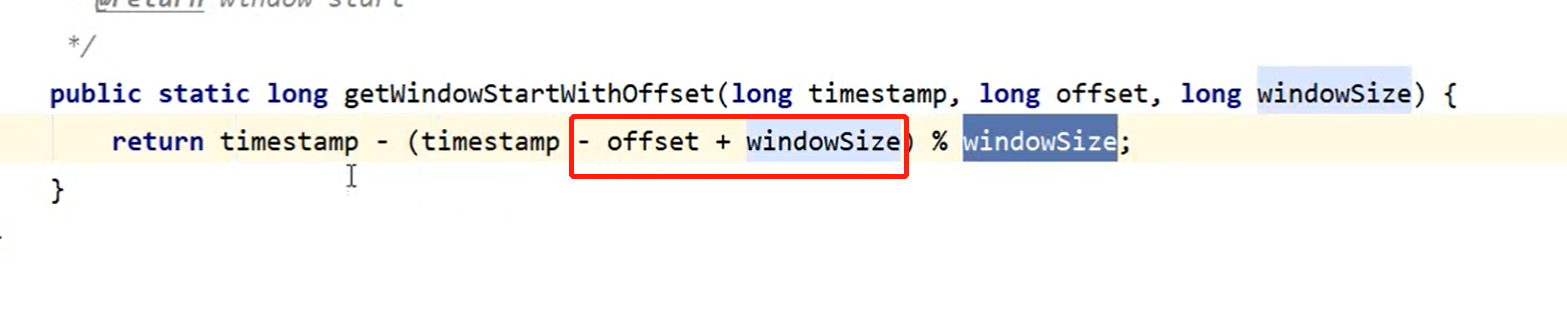 @return window start
*/
public static long getWindowStartWithOffset(long timestamp, long offset, long windowSize) {
return timestamp - (timestamp - offset + windowSize) % windowSize;
}